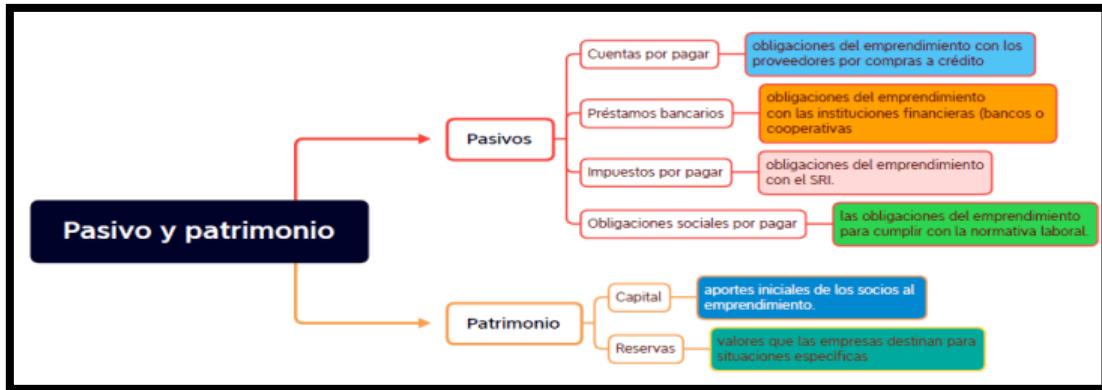 Pasivo y patrimonio
Pasivos
Cuentas por pagar
obligaciones del emprendimiento con los
proveedores por compras a crédito
Préstamos bancarios
obligaciones del emprendimiento
con las instituciones financieras (bancos o
cooperativas
Impuestos por pagar
obligaciones del emprendimiento
con el SRI.
Obligaciones sociales por pagar
las obligaciones del emprendimiento
para cumplir con la normativa laboral.
Patrimonio
Capital
aportes iniciales de los socios al
emprendimiento.
Reservas
valores que las empresas destinan para
situaciones específicas